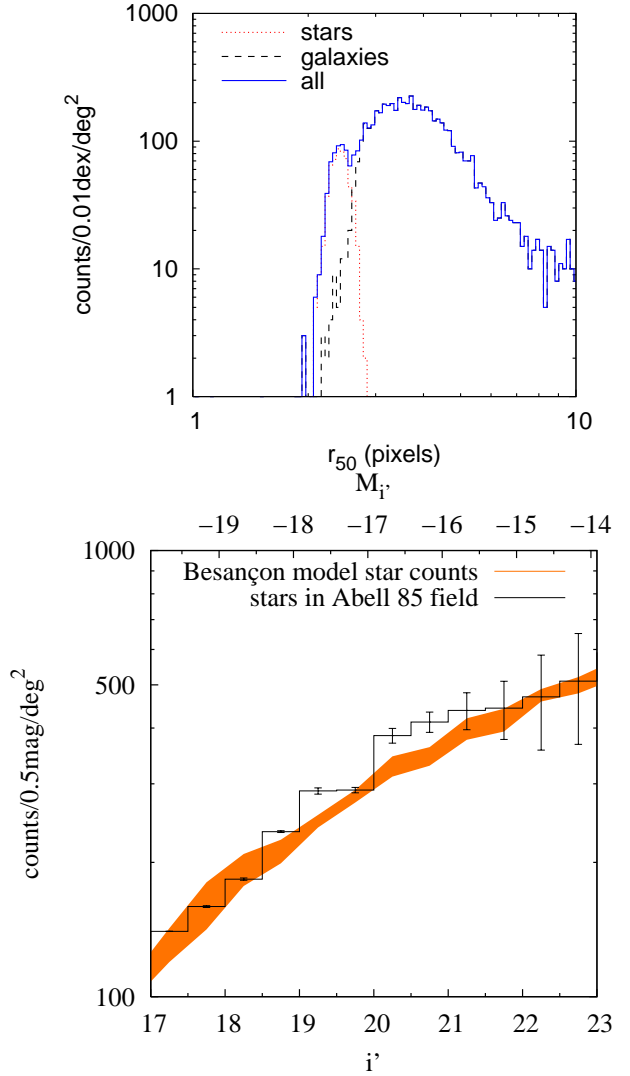 1000
stars
galaxies
all
100
10
1
counts/0.01dex/deg²
1 10
r₅₀ (pixels)
M_i'
−19 −18 −17 −16 −15 −14
1000
Besançon model star counts
stars in Abell 85 field
500
100
counts/0.5mag/deg²
17 18 19 20 21 22 23
i'